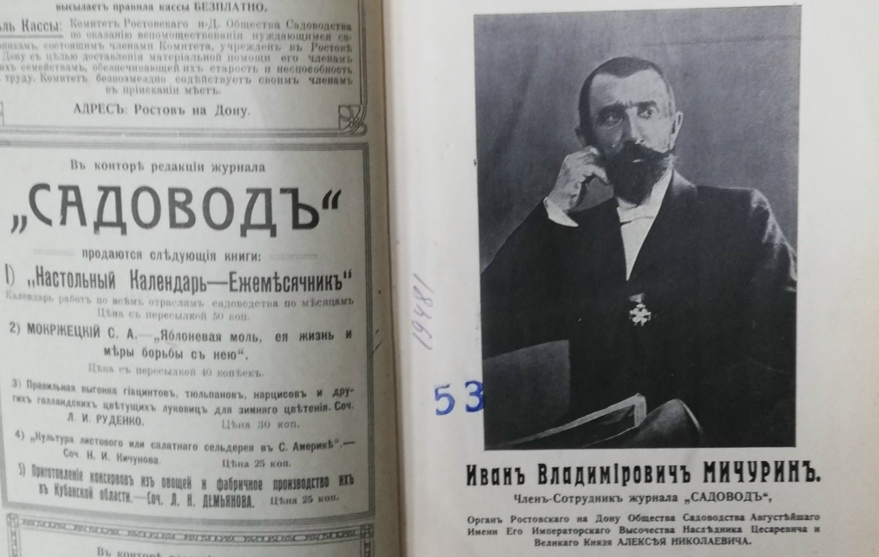 высылаетъ правила кассы БЕЗПЛАТНО.
ль Кассы: Комитетъ Ростовскаго н-Д. Общества Садоводства
по оказанію вспомоществованія нуждающимся са-
состоящимъ членами Комитета, учрежденъ въ Ростовѣ
Дону съ цѣлью доставленія матеріальной помощи его членамъ
ихъ семействамъ, обезпечивающей ихъ старость и неспособность
труду. Комитетъ безвозмездно содѣйствуетъ своимъ членамъ
въ пріисканіи мѣстъ.
АДРЕСЪ: Ростовъ на Дону.
Въ конторѣ редакціи журнала
„САДОВОДЪ“
продаются слѣдующія книги:
1) „Настольный Календарь—Ежемѣсячникъ“
Календарь работъ по всѣмъ отраслямъ садоводства по мѣсяцамъ
Цѣна съ пересылкой 50 коп.
2) МОКРЖЕЦКІЙ С. А.—„Яблоневая моль, ея жизнь и
мѣры борьбы съ нею“.
Цѣна съ пересылкой 40 копѣекъ.
3) Правильная выгонка гіацинтовъ, тюльпановъ, нарцисовъ и дру-
гихъ голландскихъ цвѣтущихъ луковицъ для зимняго цвѣтенія. Соч.
Л. И. РУДЕНКО. Цѣна 30 коп.
4) „Культура листового или салатнаго сельдерея въ С. Америкѣ“.—
Соч. Н. И. Кичунова. Цѣна 25 коп.
5) Приготовленіе консервовъ изъ овощей и фабричное производство ихъ
въ Кубанской области.—Соч. Л. Н. ДЕМЬЯНОВА. Цѣна 25 коп.
Въ конторѣ
19481
53
Иванъ Владиміровичъ МИЧУРИНЪ.
Членъ-Сотрудникъ журнала „САДОВОДЪ“,
Органъ Ростовскаго на Дону Общества Садоводства Августѣйшаго
Имени Его Императорскаго Высочества Наслѣдника Цесаревича и
Великаго Князя АЛЕКСѢЯ НИКОЛАЕВИЧА.